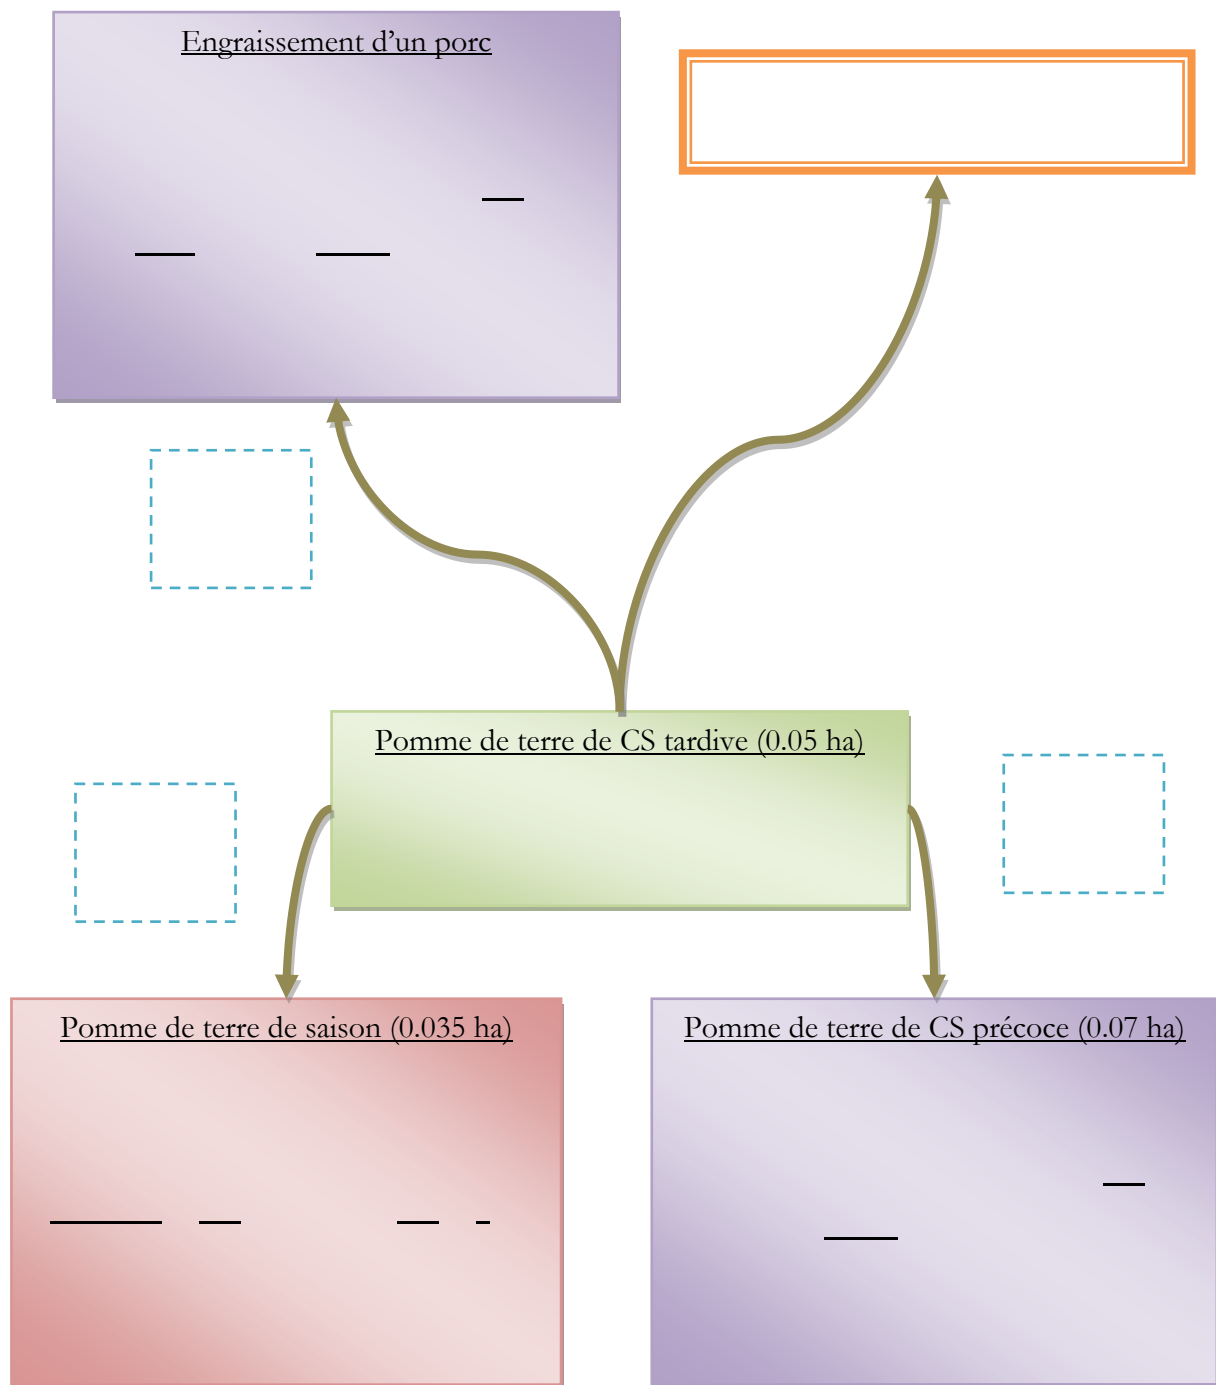 Engraissement d’un porc
Pomme de terre de CS tardive (0.05 ha)
Pomme de terre de saison (0.035 ha)
Pomme de terre de CS précoce (0.07 ha)